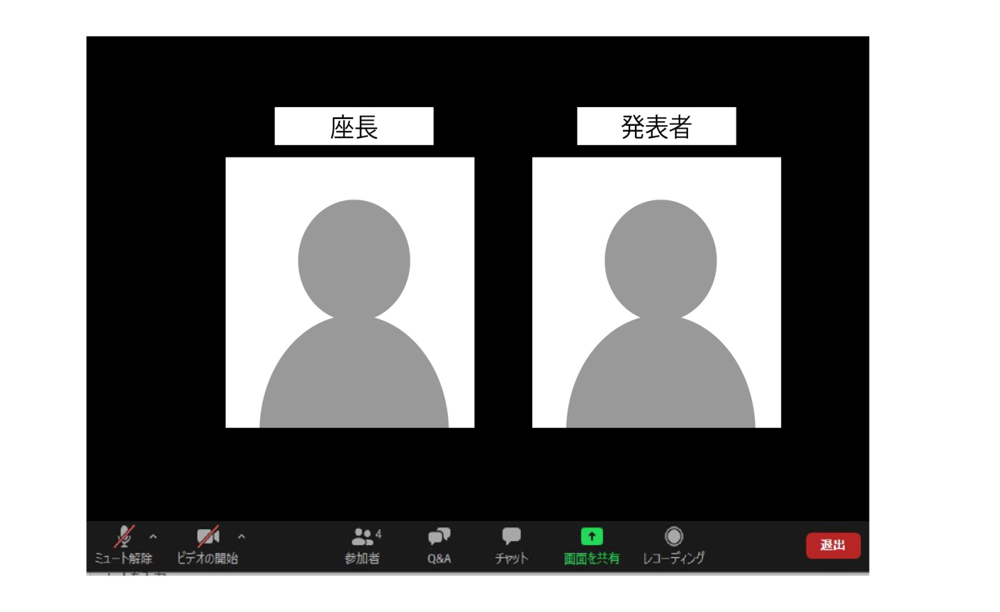 座長
発表者
4
ミュート解除
ビデオの開始
参加者
Q&A
チャット
画面を共有
レコーディング
退出